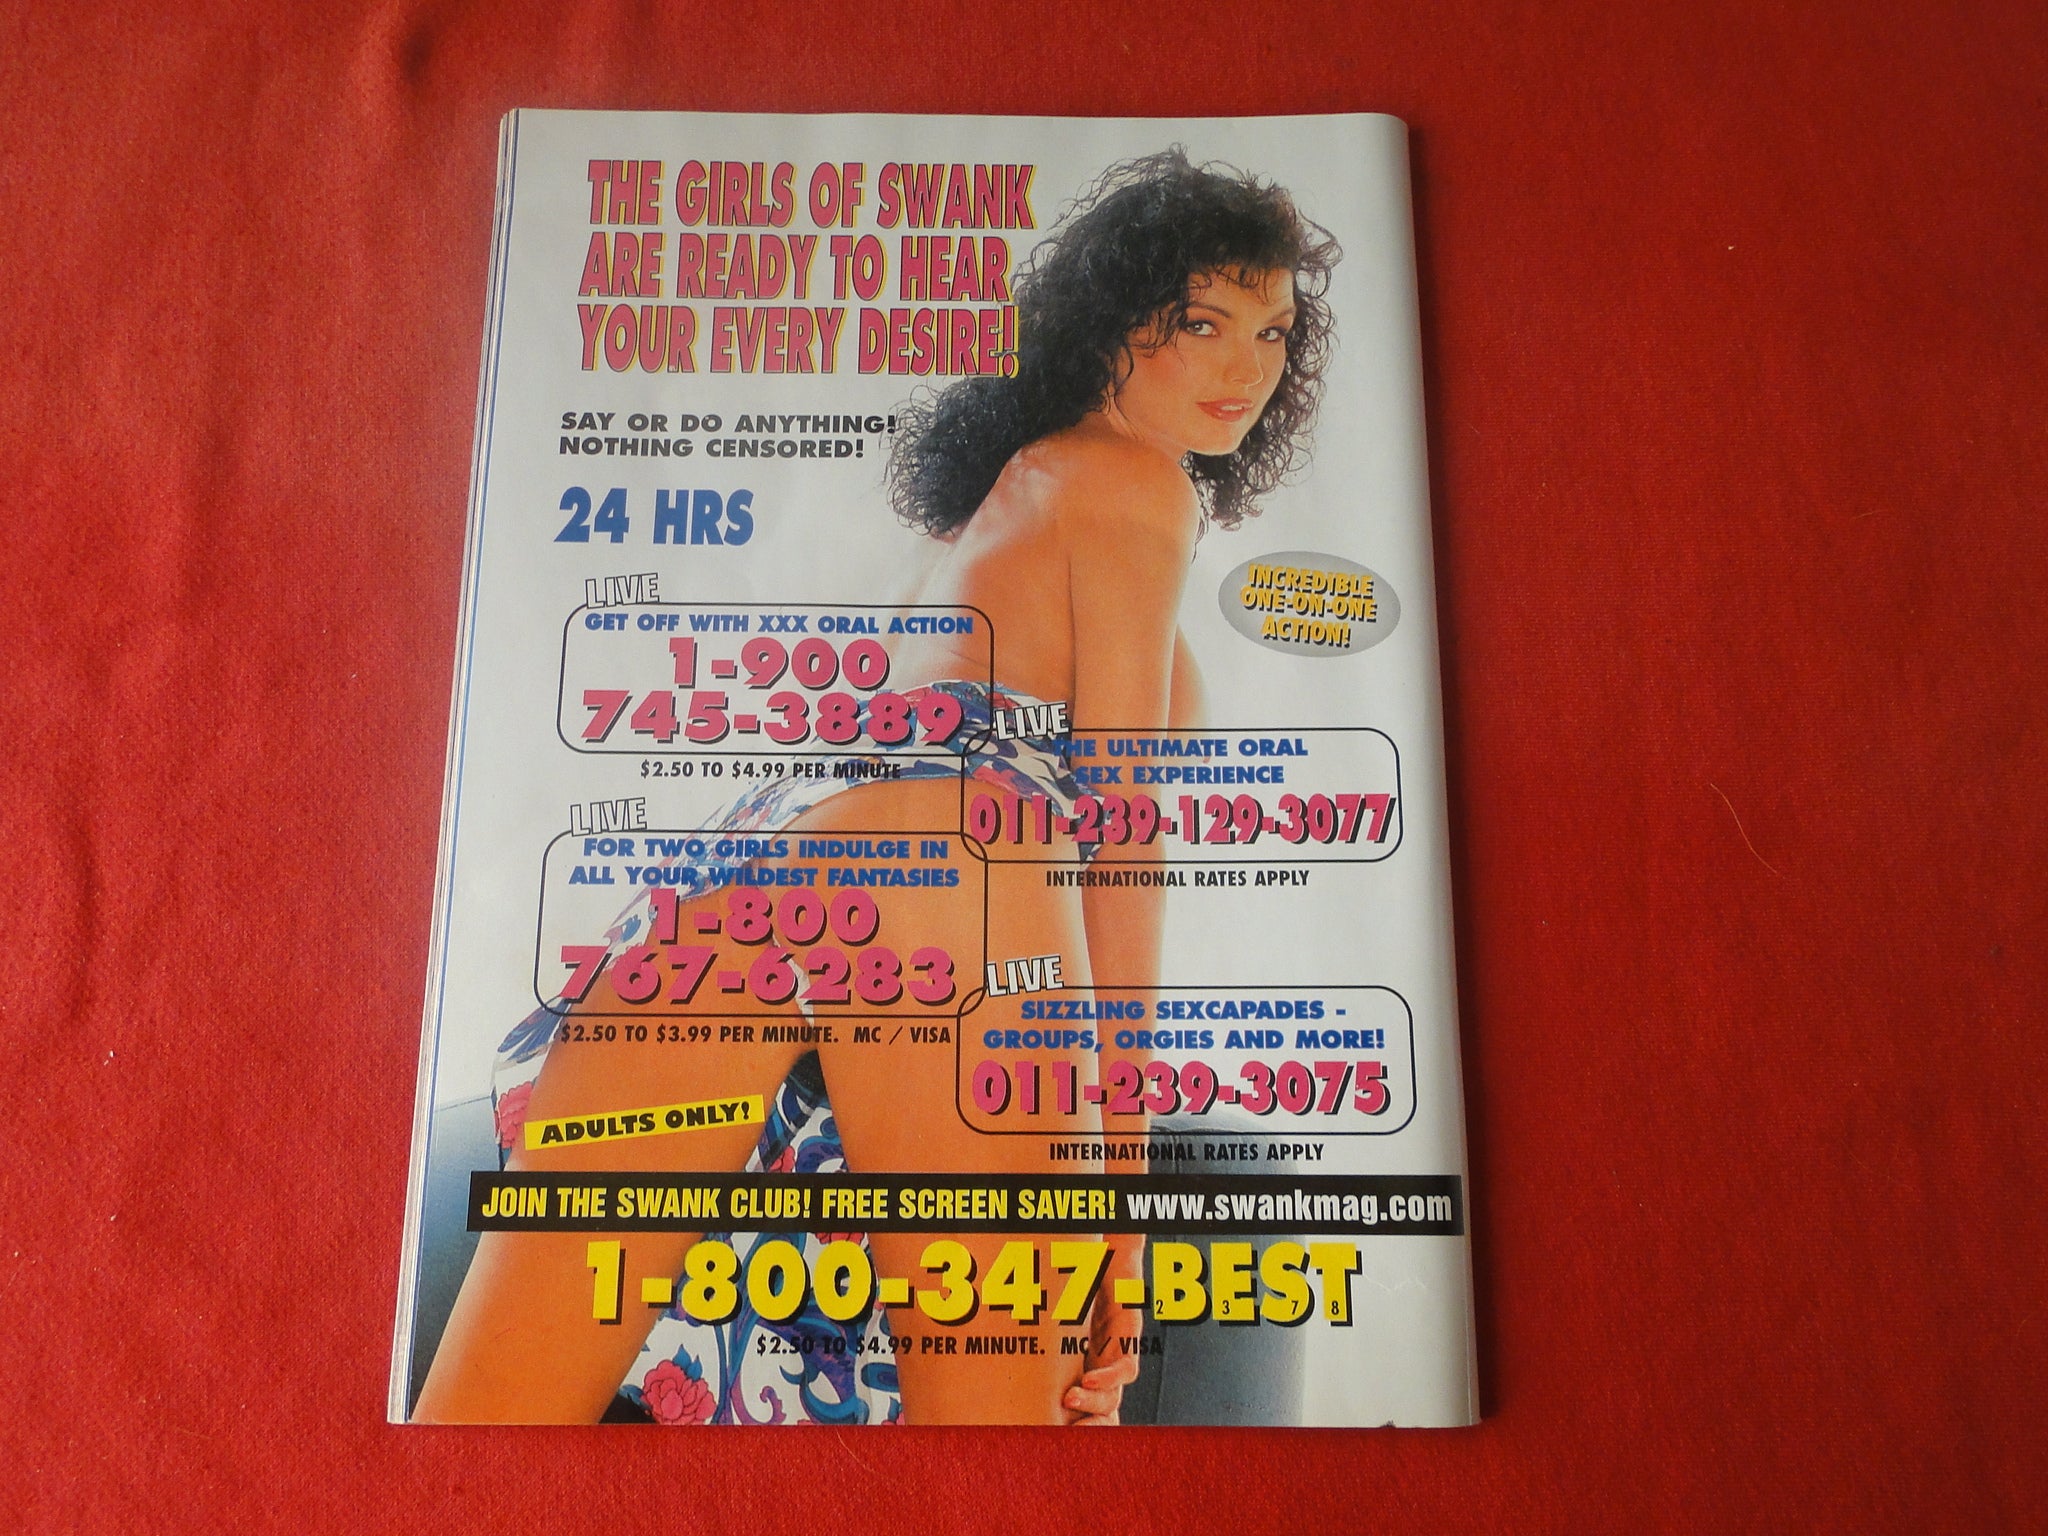 THE GIRLS OF SWANK
ARE READY TO HEAR
YOUR EVERY DESIRE!
SAY OR DO ANYTHING!
NOTHING CENSORED!
24 HRS
INCREDIBLE
ONE-ON-ONE
ACTION!
LIVE
GET OFF WITH XXX ORAL ACTION
1-900
745-3889
$2.50 TO $4.99 PER MINUTE
LIVE
THE ULTIMATE ORAL
SEX EXPERIENCE
011-239-129-3077
INTERNATIONAL RATES APPLY
LIVE
FOR TWO GIRLS INDULGE IN
ALL YOUR WILDEST FANTASIES
1-800
767-6283
$2.50 TO $3.99 PER MINUTE. MC / VISA
LIVE
SIZZLING SEXCAPADES -
GROUPS, ORGIES AND MORE!
011-239-3075
INTERNATIONAL RATES APPLY
ADULTS ONLY!
JOIN THE SWANK CLUB! FREE SCREEN SAVER! www.swankmag.com
1-800-347-BEST
2 3 7 8
$2.50 TO $4.99 PER MINUTE. MC / VISA